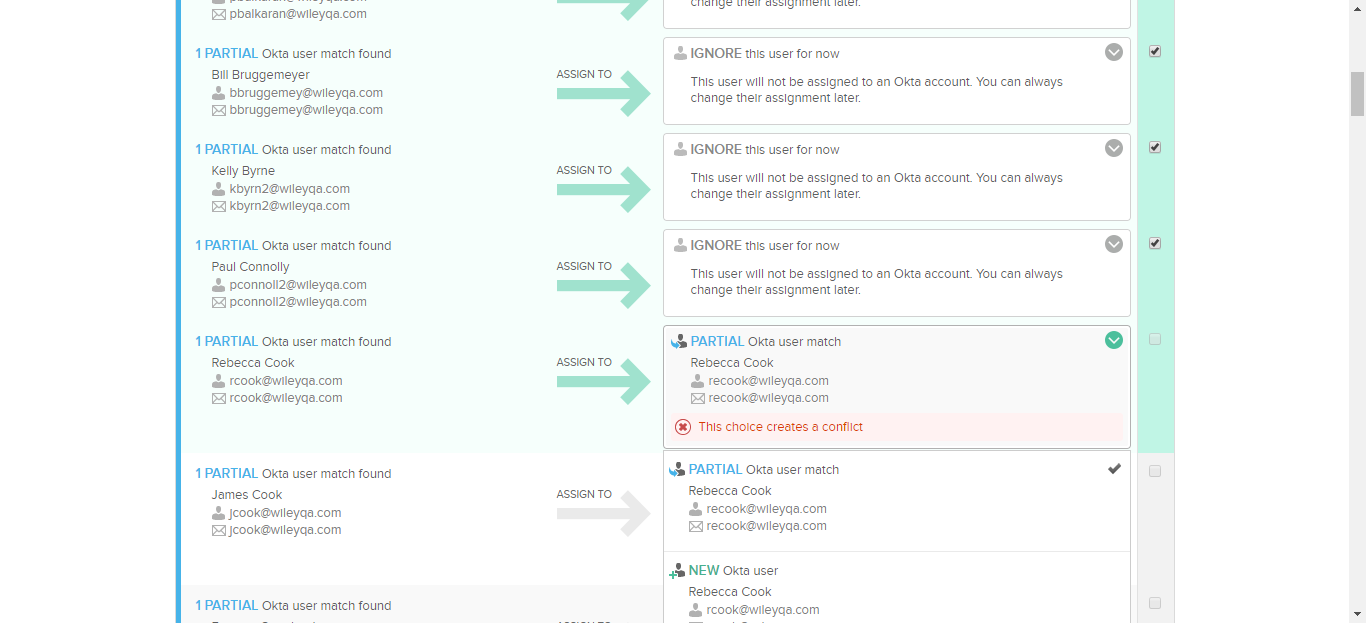 pbalkaran@wileyqa.com
change their assignment later.
1 PARTIAL Okta user match found
Bill Bruggemeyer
bbruggemey@wileyqa.com
bbruggemey@wileyqa.com
ASSIGN TO
IGNORE this user for now
This user will not be assigned to an Okta account. You can always
change their assignment later.
1 PARTIAL Okta user match found
Kelly Byrne
kbyrn2@wileyqa.com
kbyrn2@wileyqa.com
ASSIGN TO
IGNORE this user for now
This user will not be assigned to an Okta account. You can always
change their assignment later.
1 PARTIAL Okta user match found
Paul Connolly
pconnoll2@wileyqa.com
pconnoll2@wileyqa.com
ASSIGN TO
IGNORE this user for now
This user will not be assigned to an Okta account. You can always
change their assignment later.
1 PARTIAL Okta user match found
Rebecca Cook
rcook@wileyqa.com
rcook@wileyqa.com
ASSIGN TO
PARTIAL Okta user match
Rebecca Cook
recook@wileyqa.com
recook@wileyqa.com
This choice creates a conflict
1 PARTIAL Okta user match found
James Cook
jcook@wileyqa.com
jcook@wileyqa.com
ASSIGN TO
PARTIAL Okta user match
Rebecca Cook
recook@wileyqa.com
recook@wileyqa.com
NEW Okta user
Rebecca Cook
rcook@wileyqa.com
1 PARTIAL Okta user match found